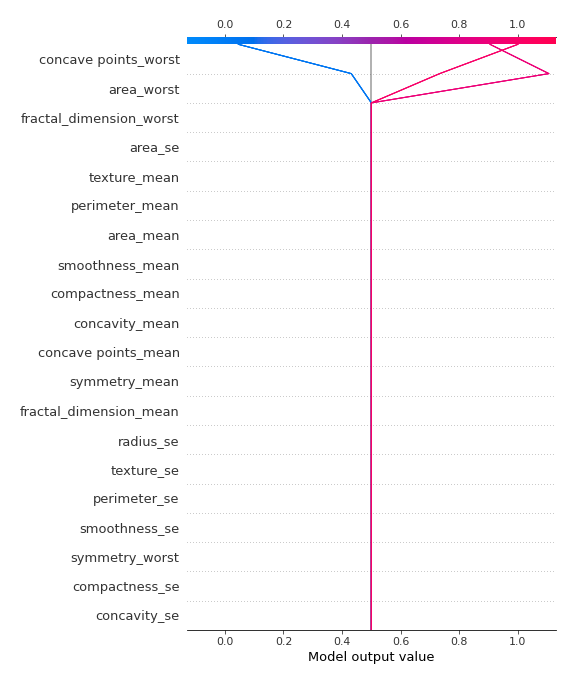 0.0 0.2 0.4 0.6 0.8 1.0
concave points_worst
area_worst
fractal_dimension_worst
area_se
texture_mean
perimeter_mean
area_mean
smoothness_mean
compactness_mean
concavity_mean
concave points_mean
symmetry_mean
fractal_dimension_mean
radius_se
texture_se
perimeter_se
smoothness_se
symmetry_worst
compactness_se
concavity_se
0.0 0.2 0.4 0.6 0.8 1.0
Model output value